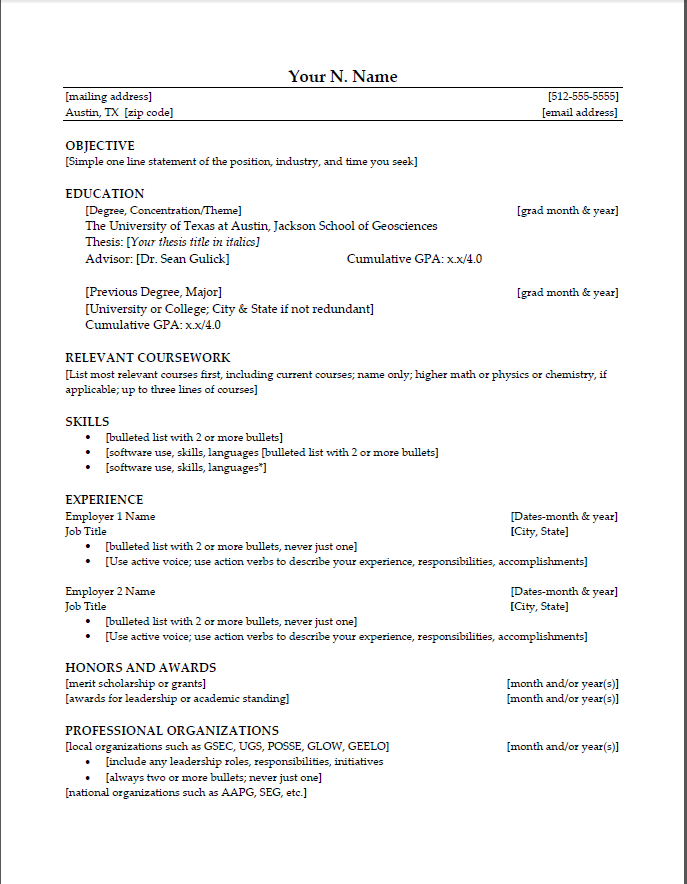 Your N. Name
[mailing address] [512-555-5555]
Austin, TX [zip code] [email address]
OBJECTIVE
[Simple one line statement of the position, industry, and time you seek]
EDUCATION
[Degree, Concentration/Theme] [grad month & year]
The University of Texas at Austin, Jackson School of Geosciences
Thesis: [Your thesis title in italics]
Advisor: [Dr. Sean Gulick] Cumulative GPA: x.x/4.0
[Previous Degree, Major] [grad month & year]
[University or College; City & State if not redundant]
Cumulative GPA: x.x/4.0
RELEVANT COURSEWORK
[List most relevant courses first, including current courses; name only; higher math or physics or chemistry, if
applicable; up to three lines of courses]
SKILLS
• [bulleted list with 2 or more bullets]
• [software use, skills, languages [bulleted list with 2 or more bullets]
• [software use, skills, languages*]
EXPERIENCE
Employer 1 Name [Dates-month & year]
Job Title [City, State]
• [bulleted list with 2 or more bullets, never just one]
• [Use active voice; use action verbs to describe your experience, responsibilities, accomplishments]
Employer 2 Name [Dates-month & year]
Job Title [City, State]
• [bulleted list with 2 or more bullets, never just one]
• [Use active voice; use action verbs to describe your experience, responsibilities, accomplishments]
HONORS AND AWARDS
[merit scholarship or grants] [month and/or year(s)]
[awards for leadership or academic standing] [month and/or year(s)]
PROFESSIONAL ORGANIZATIONS
[local organizations such as GSEC, UGS, POSSE, GLOW, GEELO] [month and/or year(s)]
• [include any leadership roles, responsibilities, initiatives
• [always two or more bullets; never just one]
[national organizations such as AAPG, SEG, etc.]